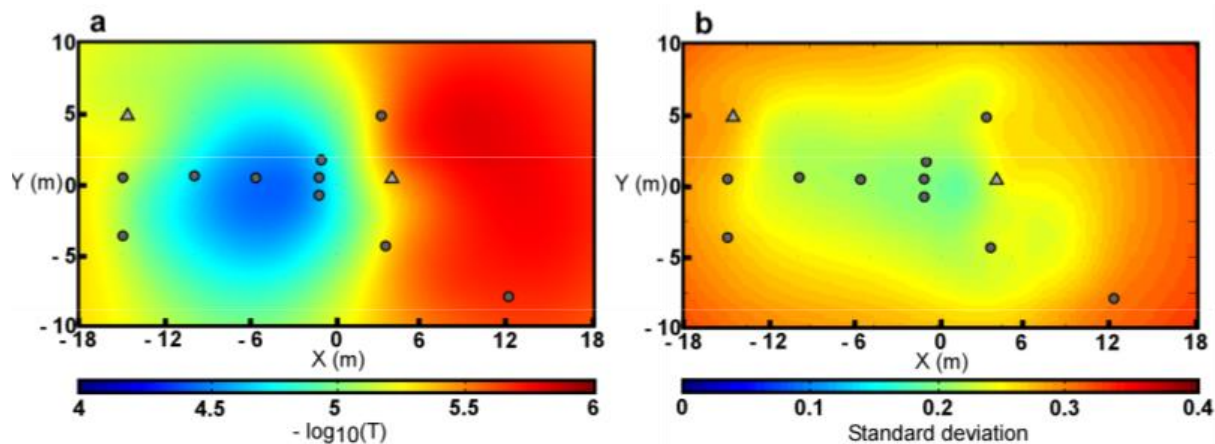 a
b
10
5
Y (m) 0
- 5
- 10
- 18 - 12 - 6 0 6 12 18
X (m)
4 4.5 5 5.5 6
- log10(T)
10
5
Y (m) 0
- 5
- 10
- 18 - 12 - 6 0 6 12 18
X (m)
0 0.1 0.2 0.3 0.4
Standard deviation